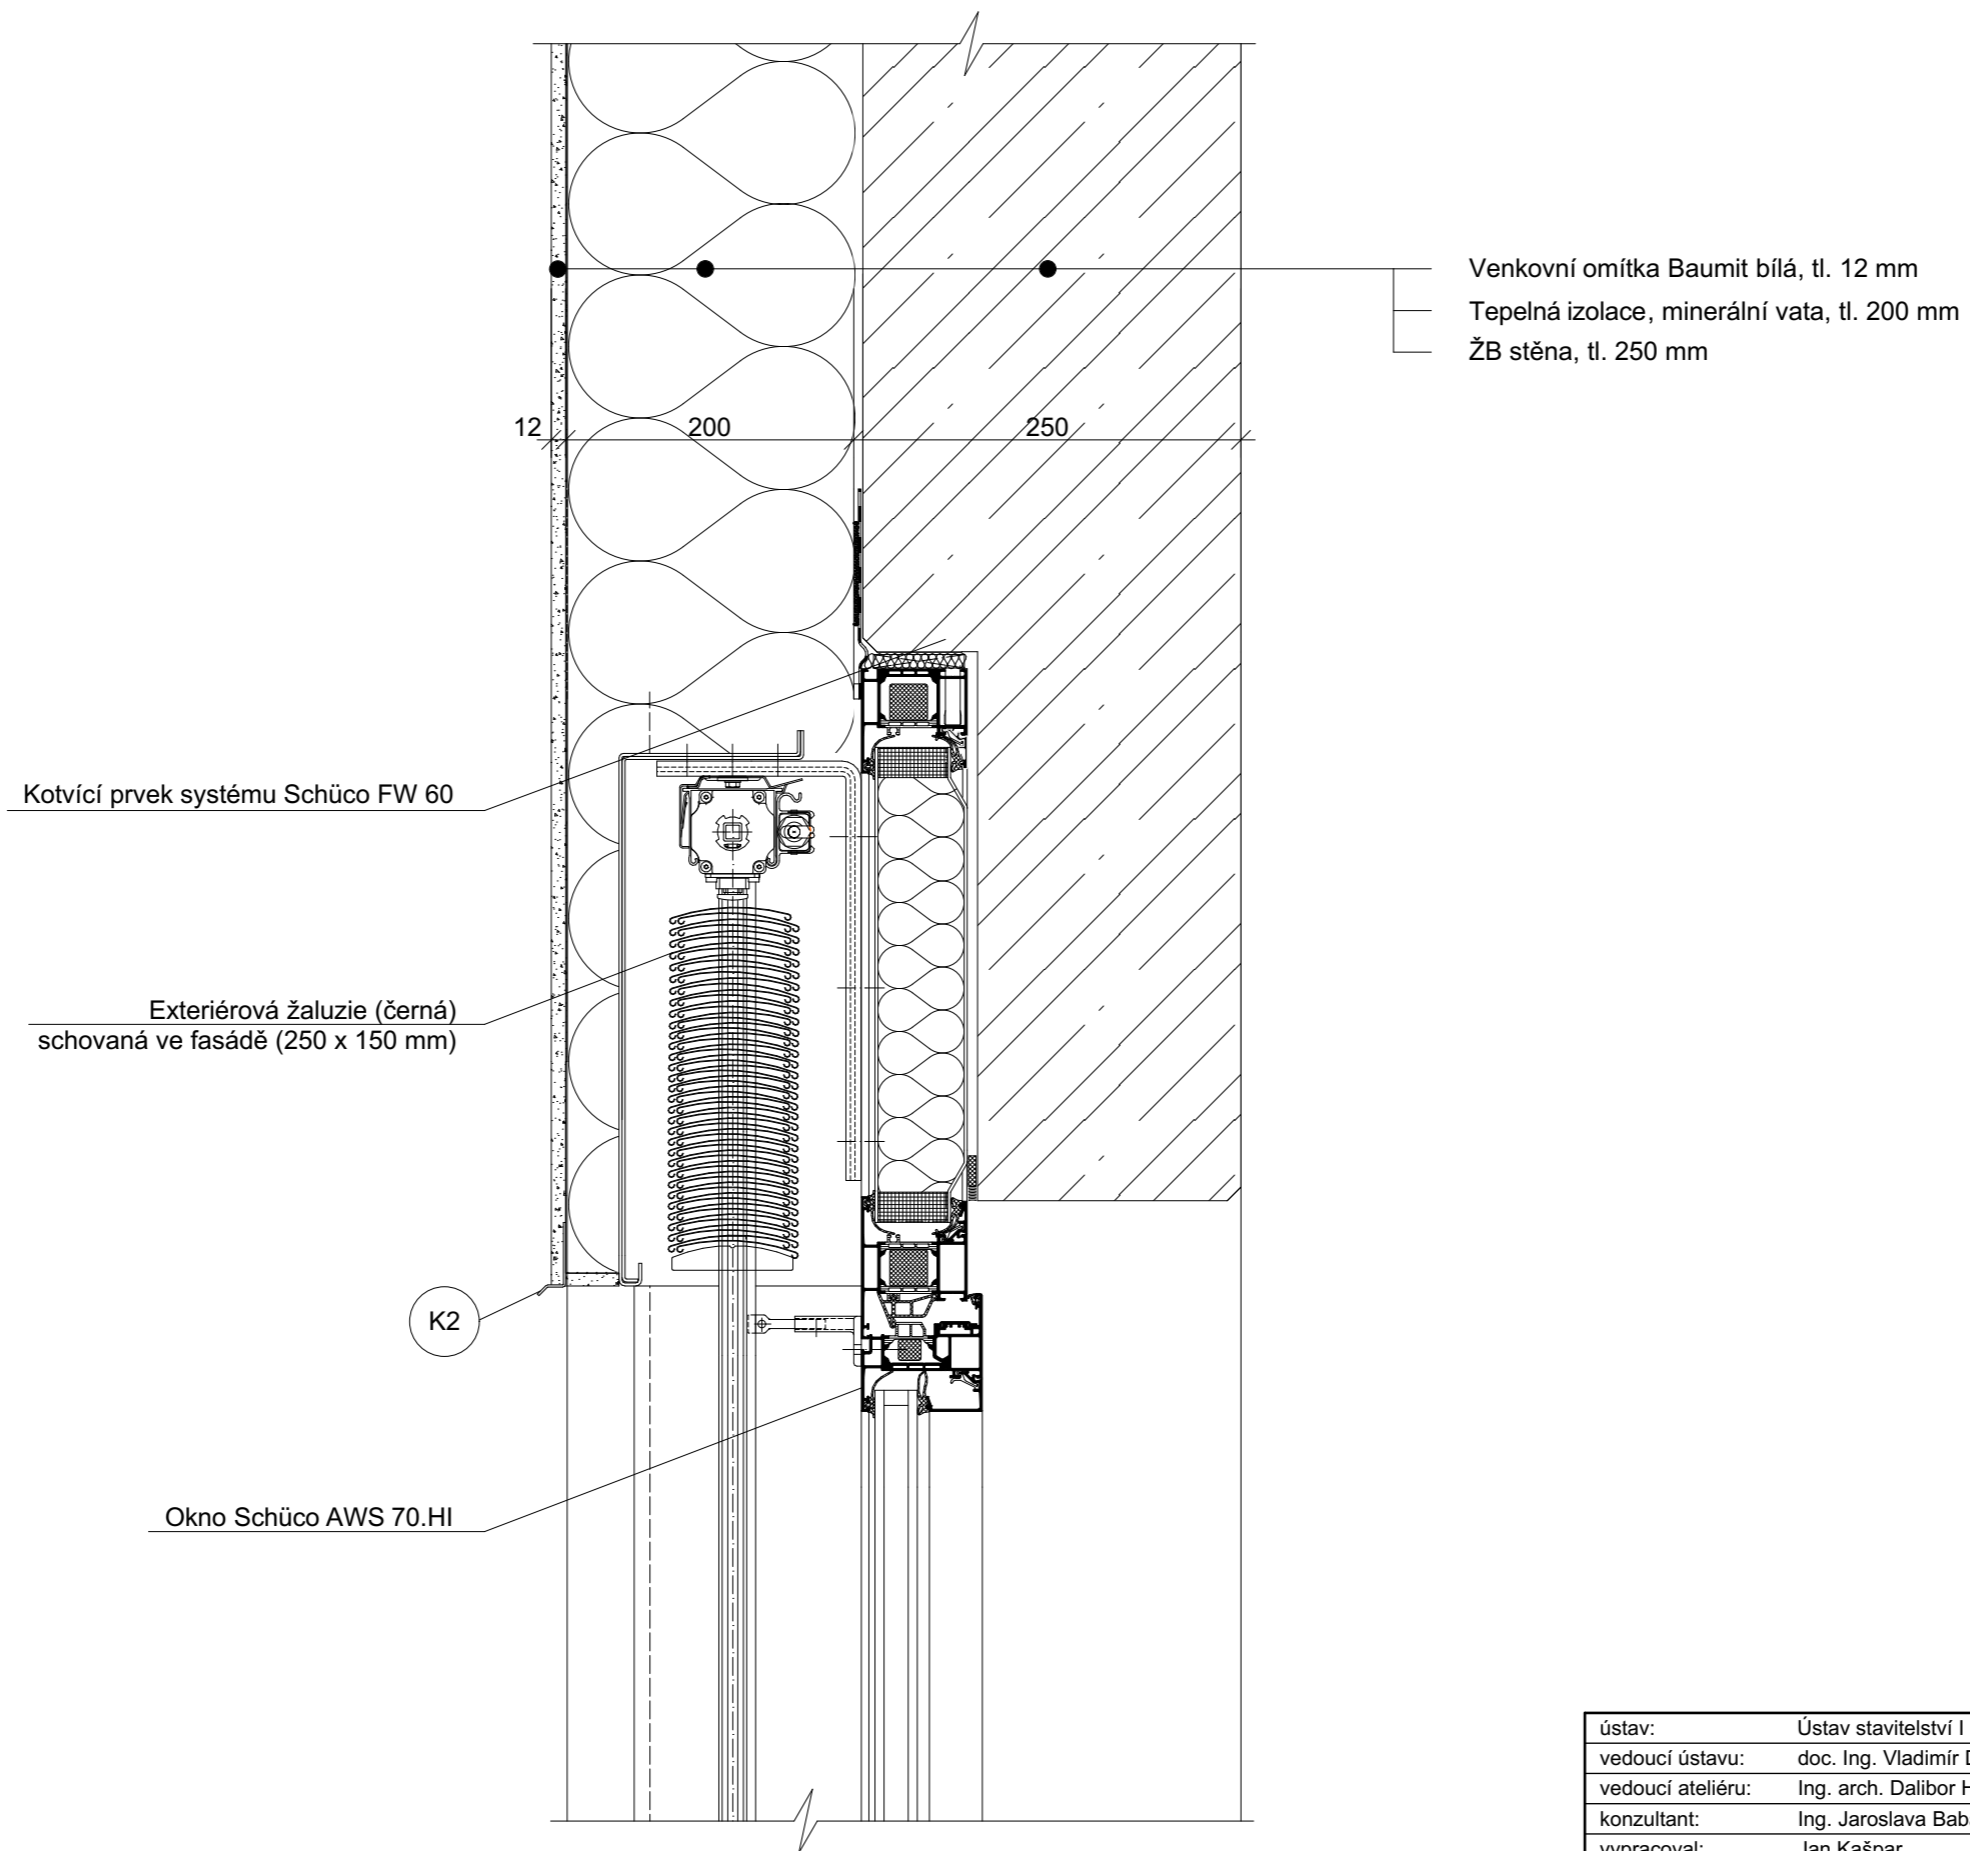 Venkovní omítka Baumit bílá, tl. 12 mm
Tepelná izolace, minerální vata, tl. 200 mm
ŽB stěna, tl. 250 mm
12 200 250
Kotvící prvek systému Schüco FW 60
Exteriérová žaluzie (černá)
schovaná ve fasádě (250 x 150 mm)
K2
Okno Schüco AWS 70.HI
ústav: Ústav stavitelství I
vedoucí ústavu: doc. Ing. Vladimír
vedoucí ateliéru: Ing. arch. Dalibor
konzultant: Ing. Jaroslava
vypracoval: Jan Kašpar